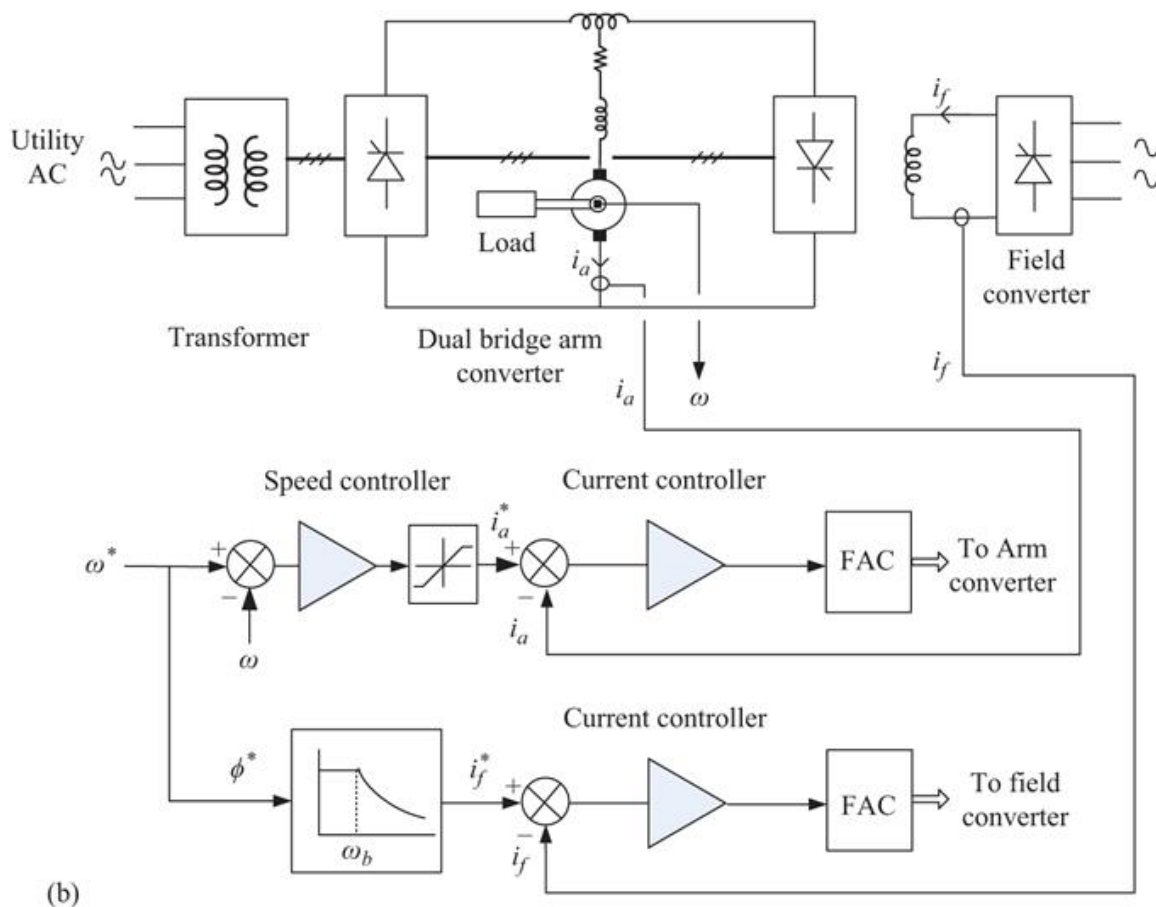 Utility
AC
Load
i_a
i_f
Field
converter
Transformer
Dual bridge arm
converter
i_a
ω
i_f
Speed controller
Current controller
ω*
+
−
ω
i_a*
+
−
i_a
FAC
To Arm
converter
Current controller
ϕ*
ω_b
i_f*
+
−
i_f
FAC
To field
converter
(b)